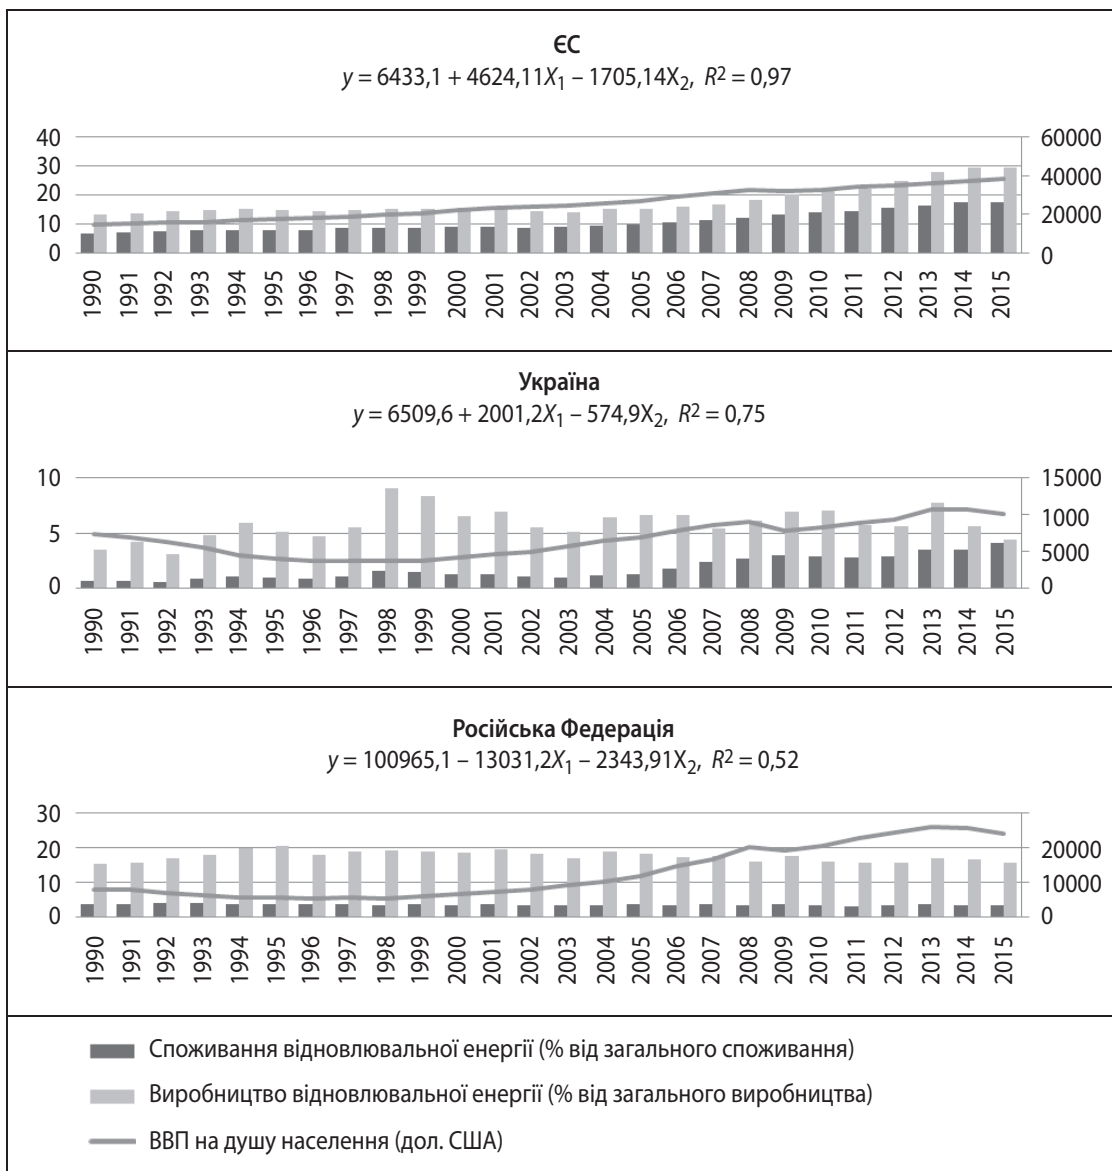 ЄС
y = 6433,1 + 4624,11X1 – 1705,14X2, R2 = 0,97
40 60000
30 40000
20 20000
10
0 0
1990 1991 1992 1993 1994 1995 1996 1997 1998 1999 2000 2001 2002 2003 2004 2005 2006 2007 2008 2009 2010 2011 2012 2013 2014 2015
Україна
y = 6509,6 + 2001,2X1 – 574,9X2, R2 = 0,75
10 15000
1000
5 5000
0 0
1990 1991 1992 1993 1994 1995 1996 1997 1998 1999 2000 2001 2002 2003 2004 2005 2006 2007 2008 2009 2010 2011 2012 2013 2014 2015
Російська Федерація
y = 100965,1 – 13031,2X1 – 2343,91X2, R2 = 0,52
30
20 20000
10 10000
0 0
1990 1991 1992 1993 1994 1995 1996 1997 1998 1999 2000 2001 2002 2003 2004 2005 2006 2007 2008 2009 2010 2011 2012 2013 2014 2015
Споживання відновлювальної енергії (% від загального споживання)
Виробництво відновлювальної енергії (% від загального виробництва)
ВВП на душу населення (дол. США)